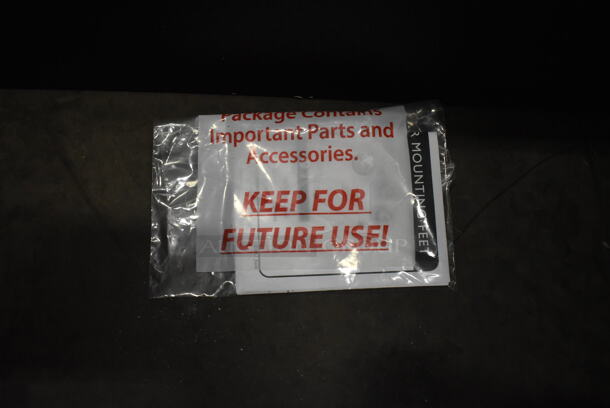 Package Contains
Important Parts and
Accessories.
KEEP FOR
FUTURE USE!
MOUNTING FEET